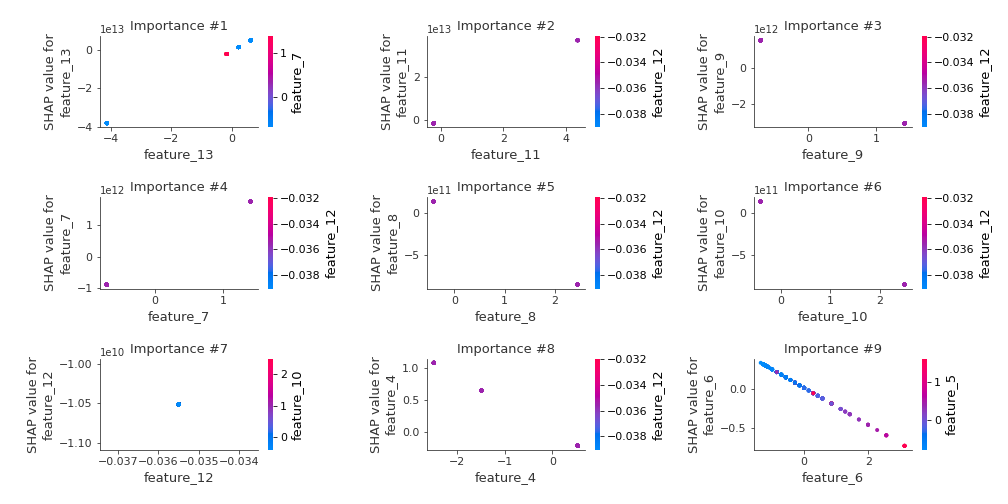 Importance #1
1e13
SHAP value for
feature_13
0
−2
−4
−4
−2
0
feature_13
1
0
feature_7
Importance #2
1e13
SHAP value for
feature_11
2
0
0
2
4
feature_11
−0.032
−0.034
−0.036
−0.038
feature_12
Importance #3
1e12
SHAP value for
feature_9
0
−2
0
1
feature_9
−0.032
−0.034
−0.036
−0.038
feature_12
Importance #4
1e12
SHAP value for
feature_7
1
0
−1
0
1
feature_7
−0.032
−0.034
−0.036
−0.038
feature_12
Importance #5
1e11
SHAP value for
feature_8
0
−5
0
1
2
feature_8
−0.032
−0.034
−0.036
−0.038
feature_12
Importance #6
1e11
SHAP value for
feature_10
0
−5
0
1
2
feature_10
−0.032
−0.034
−0.036
−0.038
feature_12
Importance #7
1e10
SHAP value for
feature_12
−1.00
−1.05
−1.10
−0.037
−0.036
−0.035
−0.034
feature_12
2
1
0
feature_10
Importance #8
SHAP value for
feature_4
1.0
0.5
0.0
−2
−1
0
feature_4
−0.032
−0.034
−0.036
−0.038
feature_12
Importance #9
SHAP value for
feature_6
0.0
−0.5
0
2
feature_6
1
0
feature_5